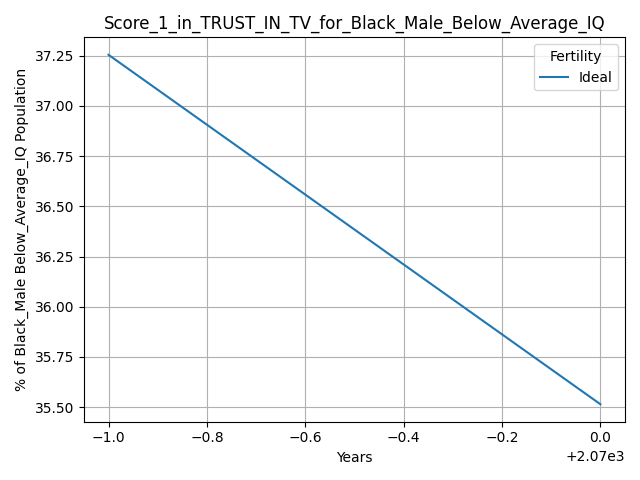 Score_1_in_TRUST_IN_TV_for_Black_Male_Below_Average_IQ
% of Black_Male Below_Average_IQ Population
37.25
37.00
36.75
36.50
36.25
36.00
35.75
35.50
Fertility
Ideal
−1.0
−0.8
−0.6
−0.4
−0.2
0.0
+2.07e3
Years